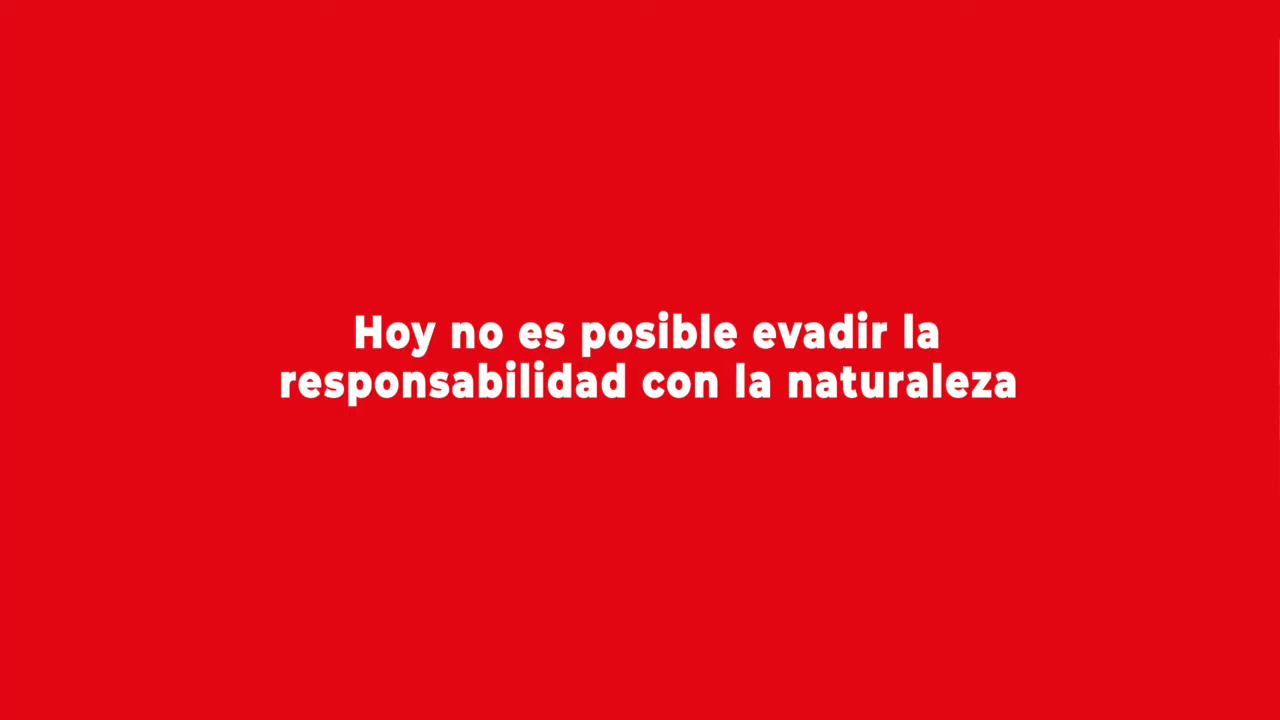 Hoy no es posible evadir la
responsabilidad con la naturaleza